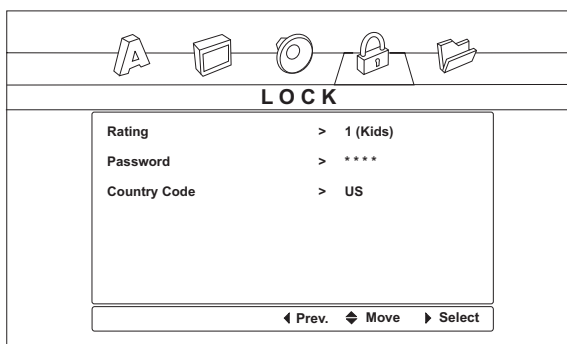 A
LOCK
Rating > 1 (Kids)
Password > ****
Country Code > US
◀ Prev. ◆ Move ▶ Select